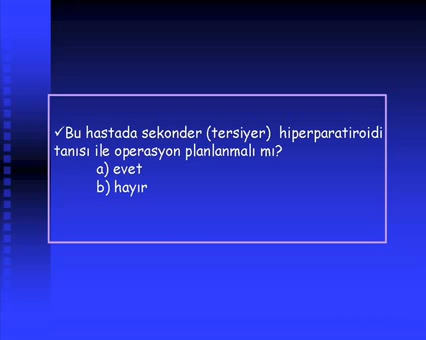 ✓Bu hastada sekonder (tersiyer) hiperparatiroidi
tanısı ile operasyon planlanmalı mı?
a) evet
b) hayır